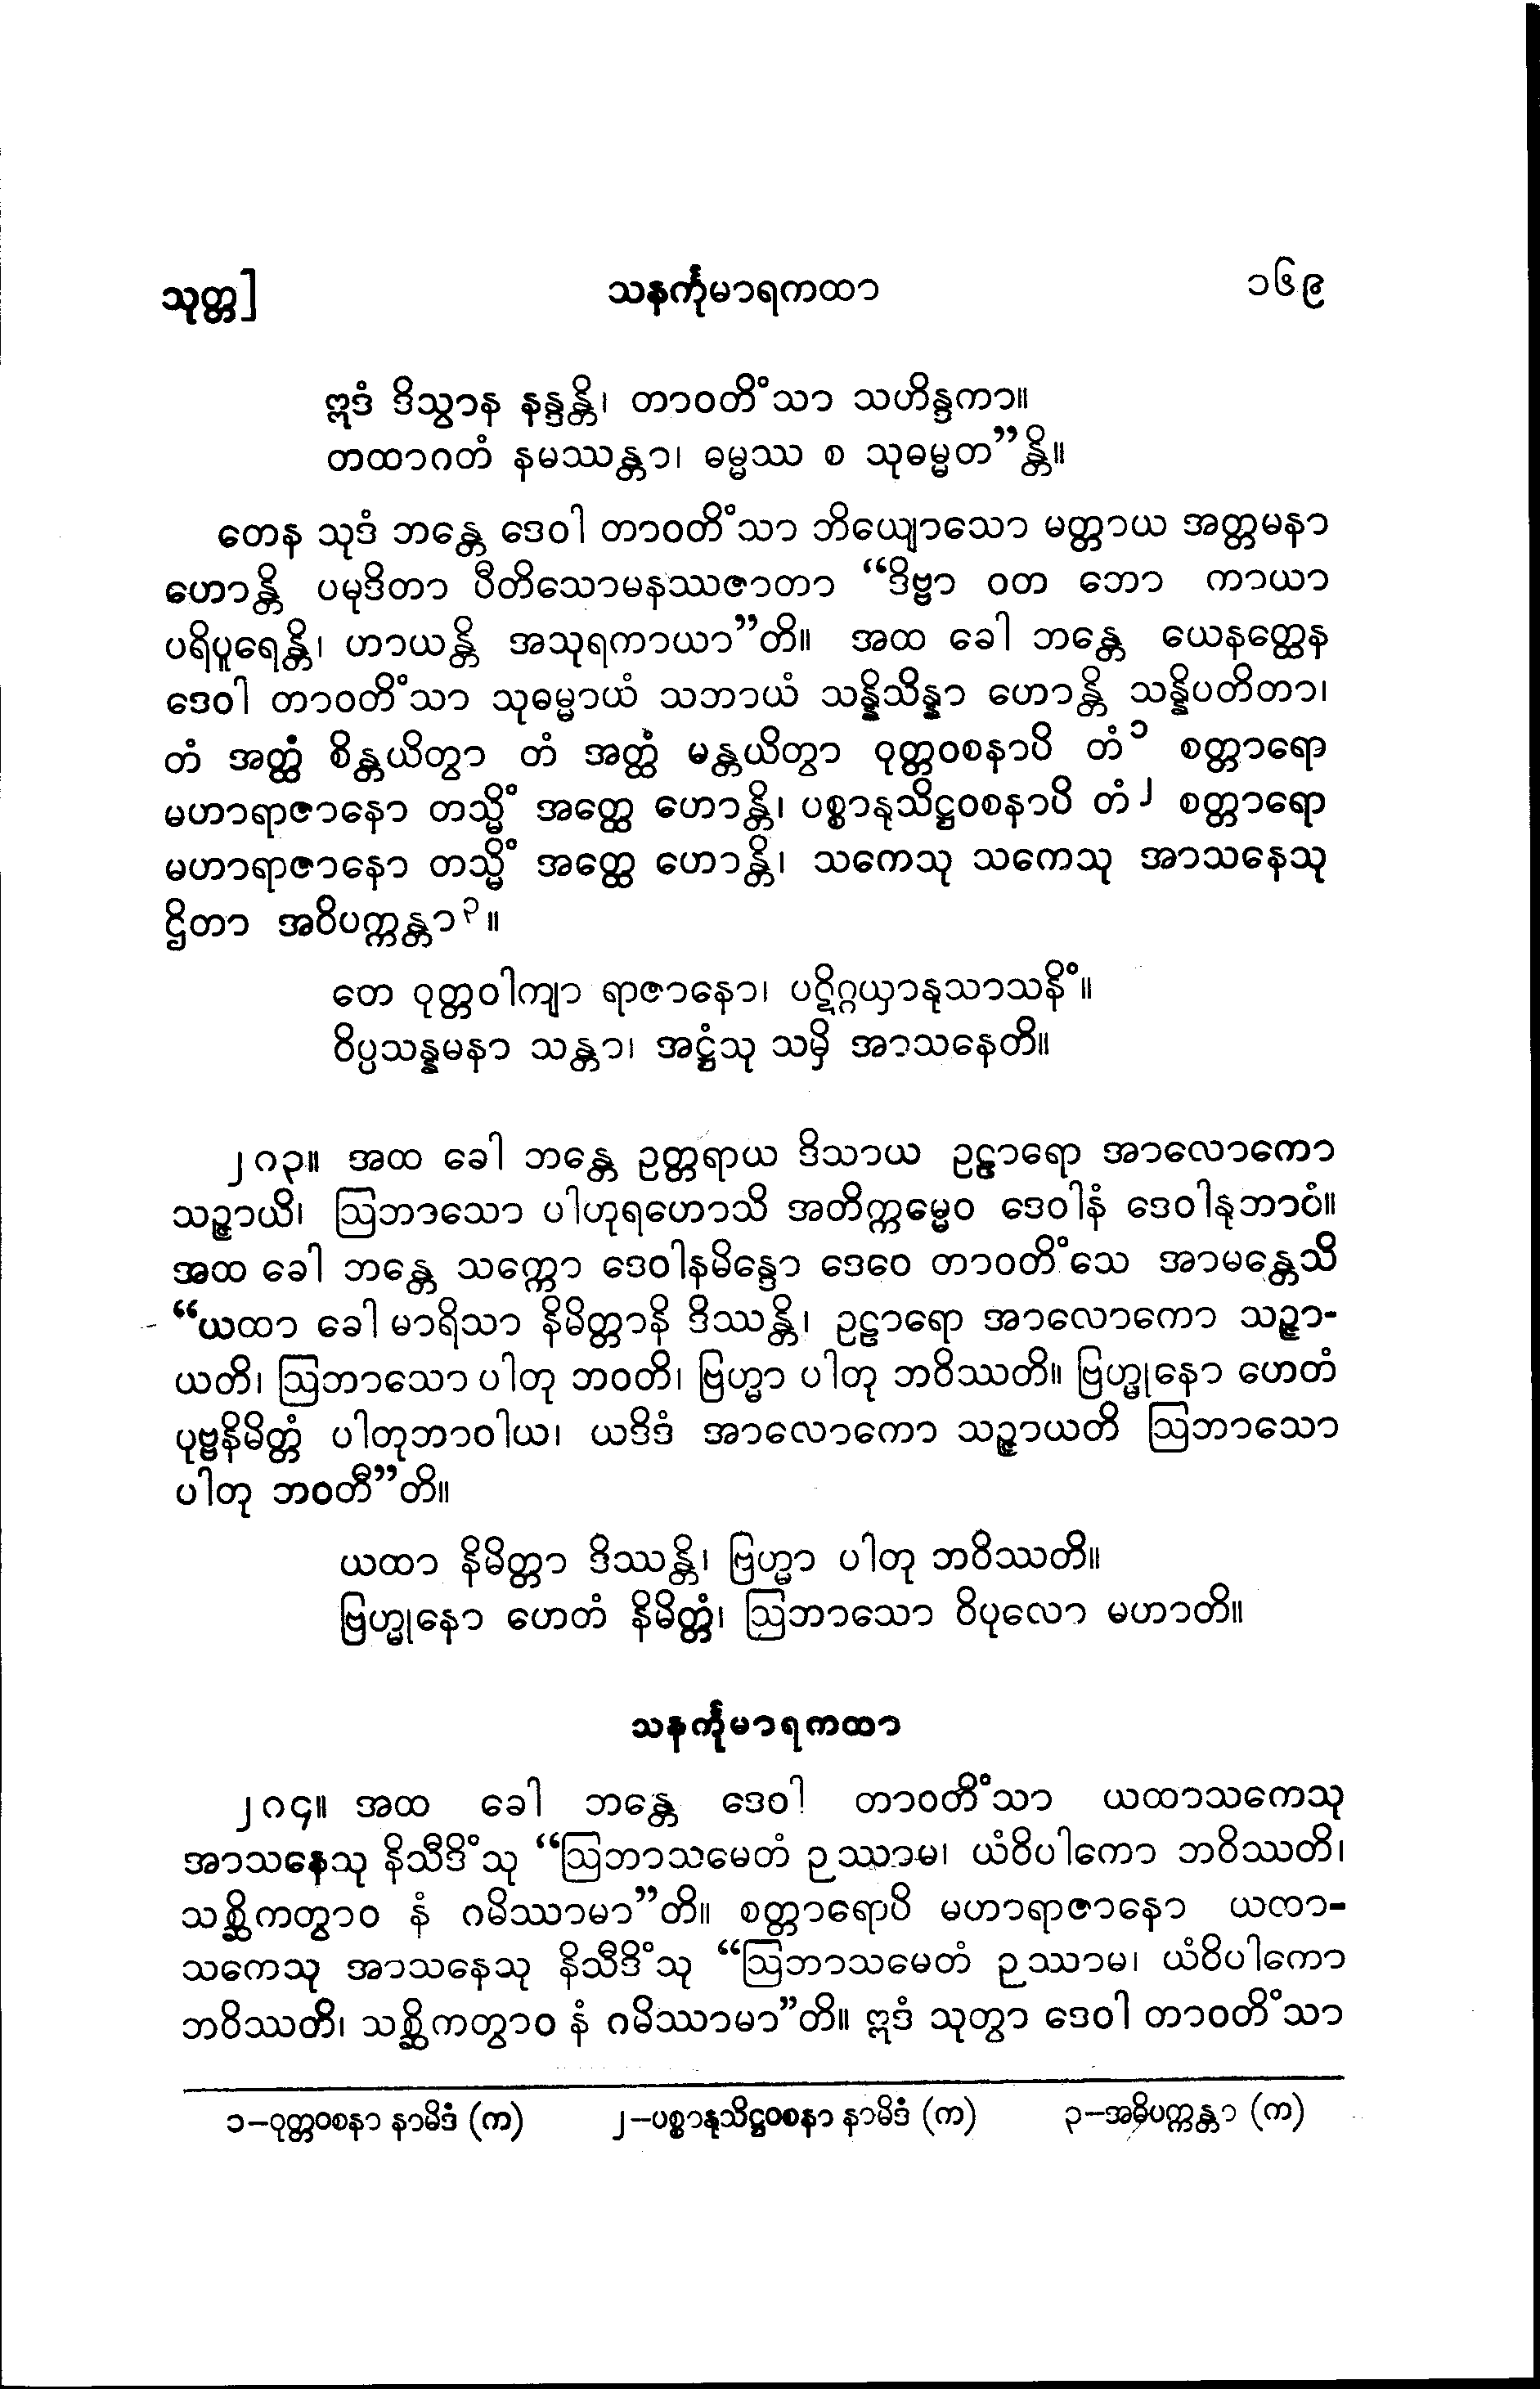 သုတ္တ] သနင်္ကုမာရကထာ ၁၆၉
ဣဒံ ဒိသွာန နန္ဒန္တိ၊ တာဝတိံသာ သဟိန္ဒကာ။
တထာဂတံ နမဿန္တာ၊ ဓမ္မဿ စ သုဓမ္မတ”န္တိ။
တေန သုဒံ ဘန္တေ ဒေဝါ တာဝတိံသာ ဘိယျောသော မတ္တာယ အတ္တမနာ
ဟောန္တိ ပမုဒိတာ ပီတိသောမနဿဇာတာ “ဒိဗ္ဗာ ဝတ ဘော ကာယာ
ပရိပူရေန္တိ၊ ဟာယန္တိ အသုရကာယာ”တိ။ အထ ခေါ ဘန္တေ ယေနတ္ထေန
ဒေဝါ တာဝတိံသာ သုဓမ္မာယံ သဘာယံ သန္နိသိန္နာ ဟောန္တိ သန္နိပတိတာ၊
တံ အတ္ထံ စိန္တယိတွာ တံ အတ္ထံ မန္တယိတွာ ဝုတ္တဝစနာပိ တံ၁ စတ္တာရော
မဟာရာဇာနော တသ္မိံ အတ္ထေ ဟောန္တိ၊ ပစ္စာနုသိဋ္ဌဝစနာပိ တံ၂ စတ္တာရော
မဟာရာဇာနော တသ္မိံ အတ္ထေ ဟောန္တိ၊ သကေသု သကေသု အာသနေသု
ဌိတာ အဝိပက္ကန္တာ၃။
တေ ဝုတ္တဝါကျာ ရာဇာနော၊ ပဋိဂ္ဂယှာနုသာသနိံ။
ဝိပ္ပသန္နမနာ သန္တာ၊ အဋ္ဌံသု သမှိ အာသနေတိ။
၂၈၃။ အထ ခေါ ဘန္တေ ဥတ္တရာယ ဒိသာယ ဥဠာရော အာလောကော
သဉ္ဇာယိ၊ ဩဘာသော ပါတုရဟောသိ အတိက္ကမ္မေဝ ဒေဝါနံ ဒေဝါနုဘာဝံ။
အထ ခေါ ဘန္တေ သက္ကော ဒေဝါနမိန္ဒော ဒေဝေ တာဝတိံသေ အာမန္တေသိ
“ယထာ ခေါ မာရိသာ နိမိတ္တာနိ ဒိဿန္တိ၊ ဥဠာရော အာလောကော သဉ္ဇာ-
ယတိ၊ ဩဘာသော ပါတု ဘဝတိ၊ ဗြဟ္မာ ပါတု ဘဝိဿတိ။ ဗြဟ္မုနော ဟေတံ
ပုဗ္ဗနိမိတ္တံ ပါတုဘာဝါယ၊ ယဒိဒံ အာလောကော သဉ္ဇာယတိ ဩဘာသော
ပါတု ဘဝတီ”တိ။
ယထာ နိမိတ္တာ ဒိဿန္တိ၊ ဗြဟ္မာ ပါတု ဘဝိဿတိ။
ဗြဟ္မုနော ဟေတံ နိမိတ္တံ၊ ဩဘာသော ဝိပုလော မဟာတိ။
သနင်္ကုမာရကထာ
၂၈၄။ အထ ခေါ ဘန္တေ ဒေဝါ တာဝတိံသာ ယထာသကေသု
အာသနေသု နိသီဒိံသု “ဩဘာသမေတံ ဉဿာမ၊ ယံဝိပါကော ဘဝိဿတိ၊
သစ္ဆိကတွာဝ နံ ဂမိဿာမာ”တိ။ စတ္တာရောပိ မဟာရာဇာနော ယထာ-
သကေသု အာသနေသု နိသီဒိံသု “ဩဘာသမေတံ ဉဿာမ၊ ယံဝိပါကော
ဘဝိဿတိ၊ သစ္ဆိကတွာဝ နံ ဂမိဿာမာ”တိ။ ဣဒံ သုတွာ ဒေဝါ တာဝတိံသာ
၁–ဝုတ္တဝစနာ နာမိဒံ (က) ၂–ပစ္စာနုသိဋ္ဌဝစနာ နာမိဒံ (က) ၃–အဓိပက္ကန္တာ (က)